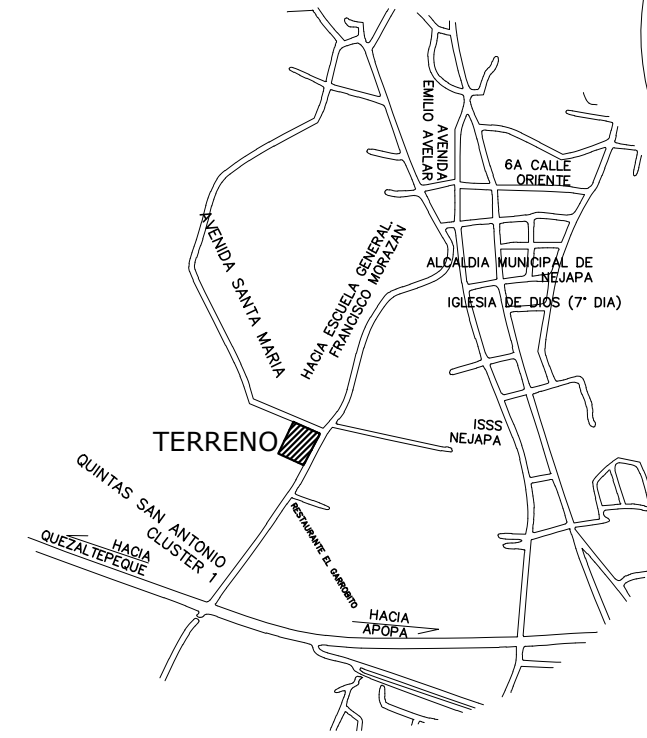 AVENIDA
EMILIO AVELAR
6A CALLE
ORIENTE
AVENIDA SANTA MARIA
HACIA ESCUELA GENERAL.
FRANCISCO MORAZAN
ALCALDIA MUNICIPAL DE
NEJAPA
IGLESIA DE DIOS (7° DIA)
ISSS
NEJAPA
TERRENO
QUINTAS SAN ANTONIO
CLUSTER 1
HACIA
QUEZALTEPEQUE
RESTAURANTE EL GARROBITO
HACIA
APOPA